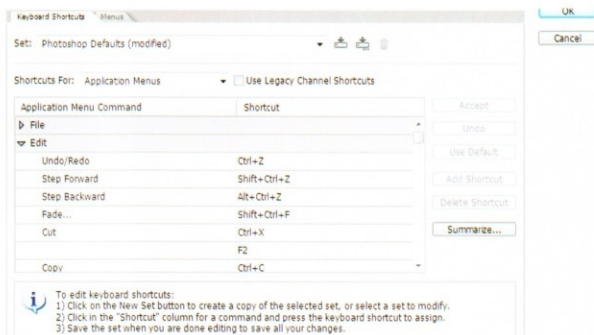 Keyboard Shortcuts Menus
OK
Cancel
Set: Photoshop Defaults (modified)
Shortcuts For: Application Menus Use Legacy Channel Shortcuts
Application Menu Command Shortcut
Accept
File
Undo
Edit
Use Default
Undo/Redo Ctrl+Z
Step Forward Shift+Ctrl+Z
Add Shortcut
Step Backward Alt+Ctrl+Z
Delete Shortcut
Fade... Shift+Ctrl+F
Cut Ctrl+X
Summarize...
F2
Copy Ctrl+C
To edit keyboard shortcuts:
1) Click on the New Set button to create a copy of the selected set, or select a set to modify.
2) Click in the "Shortcut" column for a command and press the keyboard shortcut to assign.
3) Save the set when you are done editing to save all your changes.